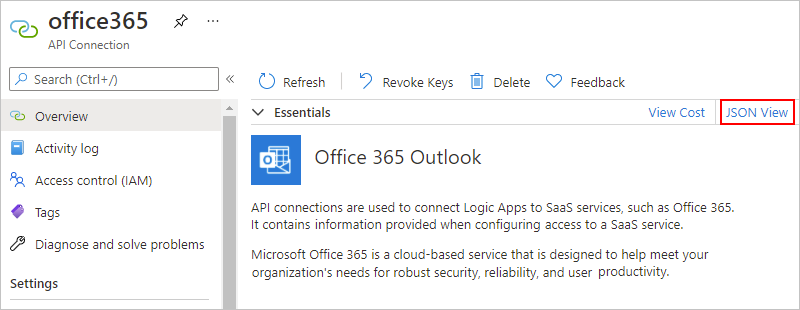 office365
API Connection
Search (Ctrl+/)
Overview
Activity log
Access control (IAM)
Tags
Diagnose and solve problems
Settings
Refresh
Revoke Keys
Delete
Feedback
Essentials
View Cost
JSON View
Office 365 Outlook
API connections are used to connect Logic Apps to SaaS services, such as Office 365.
It contains information provided when configuring access to a SaaS service.
Microsoft Office 365 is a cloud-based service that is designed to help meet your
organization's needs for robust security, reliability, and user productivity.